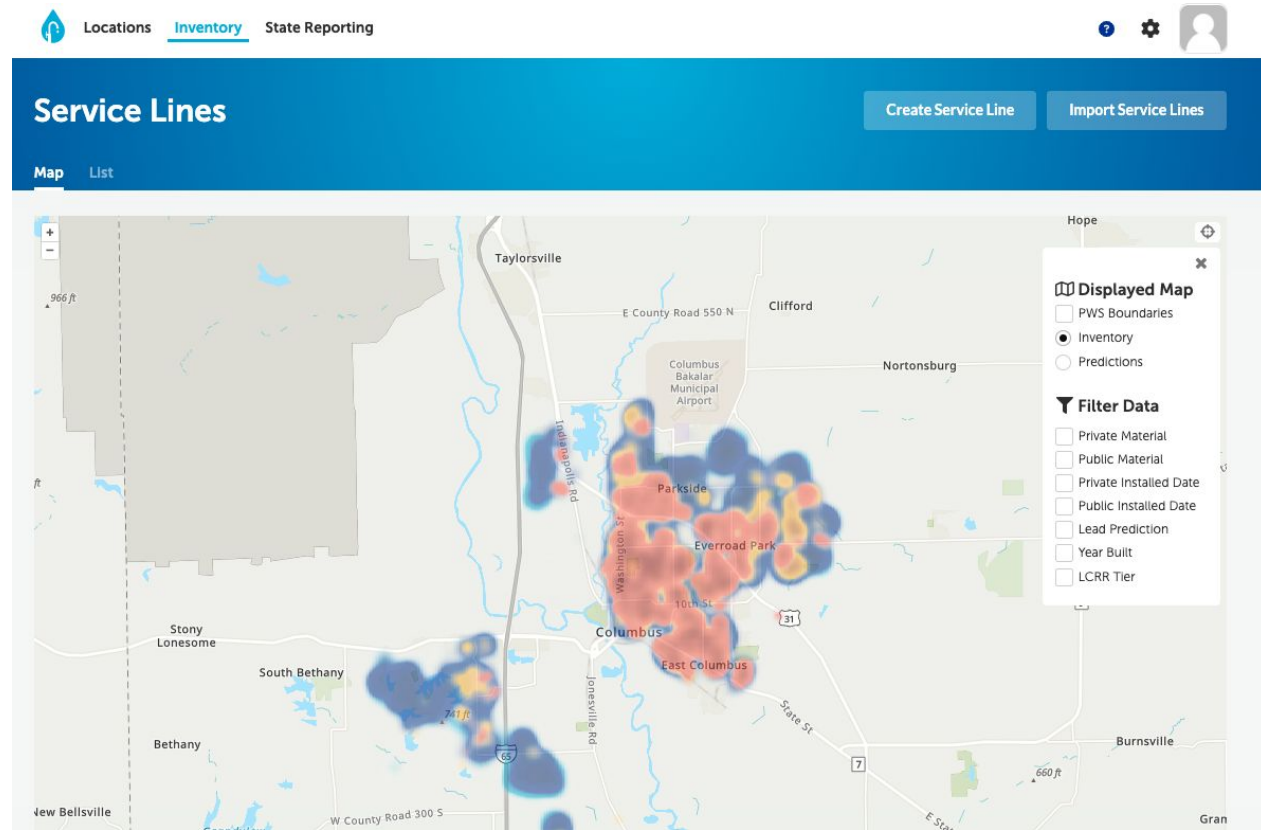 Locations Inventory State Reporting
?
Service Lines
Create Service Line
Import Service Lines
Map List
+
−
Hope
Taylorsville
966 ft
E County Road 550 N
Clifford
Columbus
Bakalar
Municipal
Airport
Nortonsburg
Indianapolis Rd
Parkside
Washington St
Everroad Park
10th St
31
Columbus
East Columbus
Stony
Lonesome
South Bethany
741 ft
Jonesville Rd
State St
Bethany
65
7
Burnsville
660 ft
New Bellsville
W County Road 300 S
ft
Displayed Map
PWS Boundaries
Inventory
Predictions
Filter Data
Private Material
Public Material
Private Installed Date
Public Installed Date
Lead Prediction
Year Built
LCRR Tier